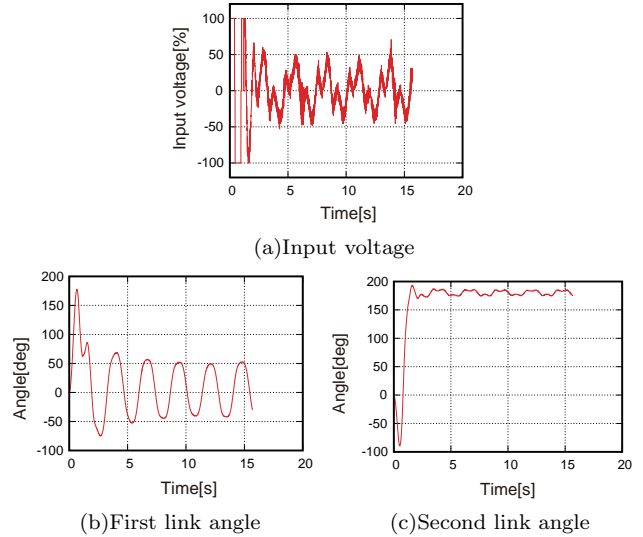 Input voltage[%]
100
50
0
-50
-100
0 5 10 15 20
Time[s]
(a)Input voltage
Angle[deg]
200
150
100
50
0
-50
-100
0 5 10 15 20
Time[s]
(b)First link angle
Angle[deg]
200
150
100
50
0
-50
-100
0 5 10 15 20
Time[s]
(c)Second link angle